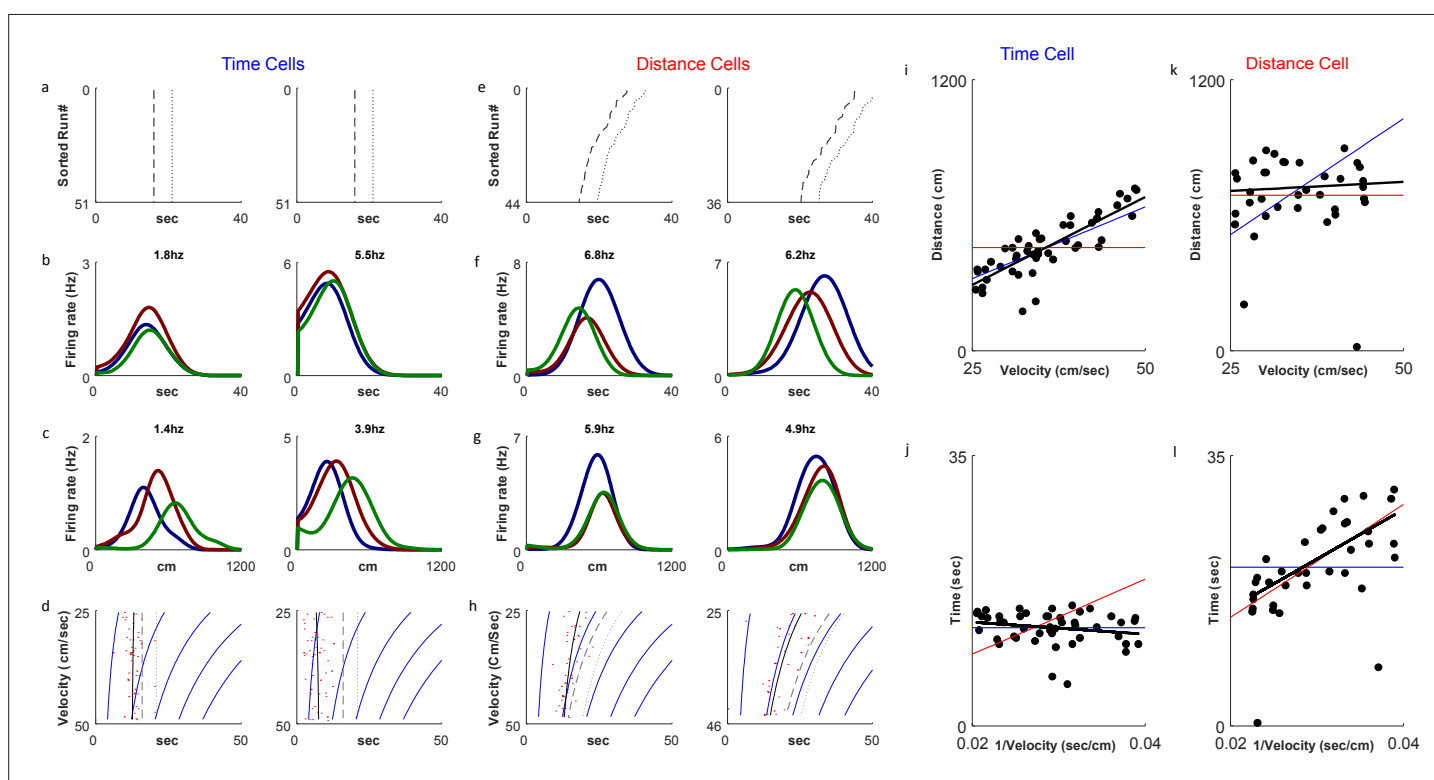 Time Cells
Distance Cells
Time Cell
Distance Cell
a
0
Sorted Run#
51
0
sec
40
0
51
0
sec
40
e
0
Sorted Run#
44
0
sec
40
0
36
0
sec
40
b
1.8hz
3
Firing rate (Hz)
0
0
sec
40
5.5hz
6
0
0
sec
40
f
6.8hz
8
Firing rate (Hz)
0
0
sec
40
6.2hz
7
0
0
sec
40
c
1.4hz
2
Firing rate (Hz)
0
0
cm
1200
3.9hz
5
0
0
cm
1200
g
5.9hz
7
Firing rate (Hz)
0
0
cm
1200
4.9hz
6
0
0
cm
1200
d
25
Velocity ( cm/sec)
50
0
sec
50
25
50
0
sec
50
h
25
Velocity (Cm/Sec)
50
0
sec
50
25
46
0
sec
50
i
1200
Distance ( cm)
0
25
Velocity (cm/sec)
50
k
1200
Distance (cm)
0
25
Velocity (cm/sec)
50
j
35
Time (sec)
0
0.02
1/Velocity (sec/cm)
0.04
l
35
Time (sec)
0
0.02
1/Velocity (sec/cm)
0.04